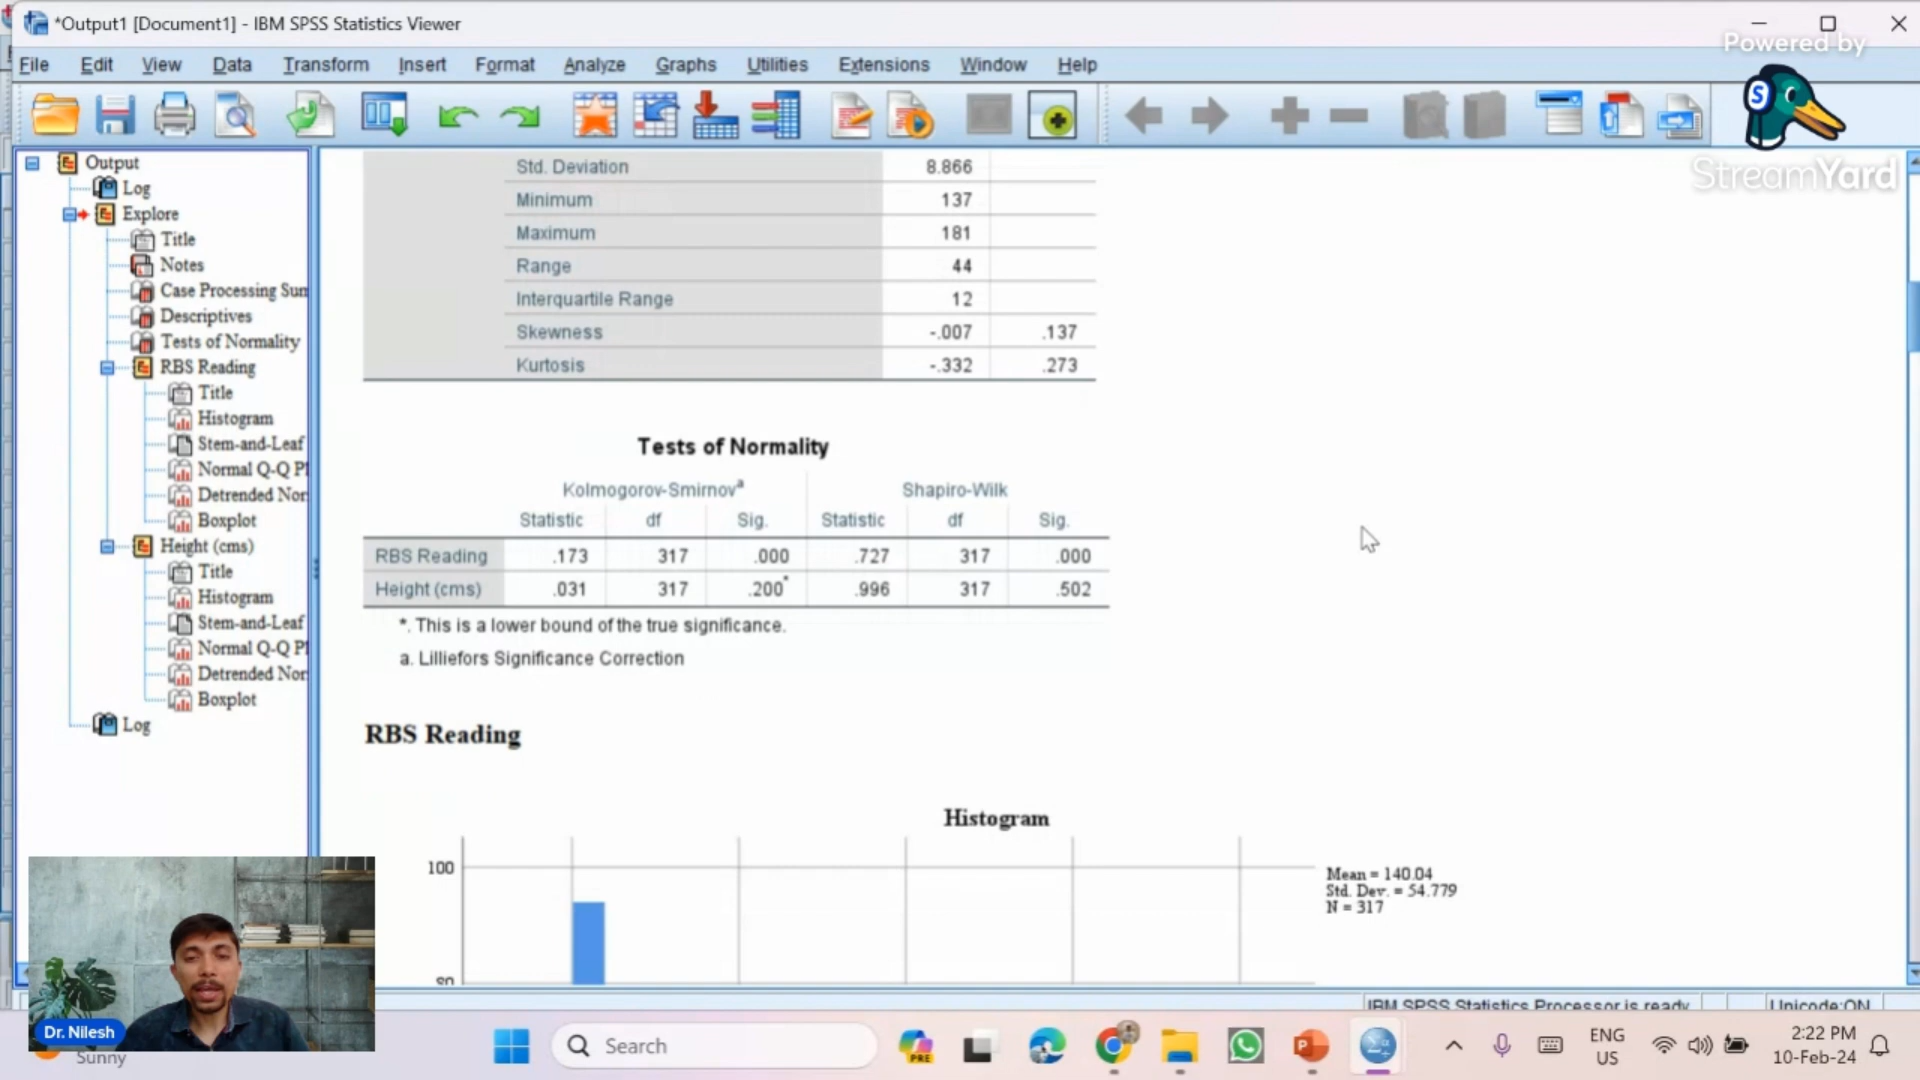 *Output1 [Document1] - IBM SPSS Statistics Viewer
Powered by
StreamYard
File Edit View Data Transform Insert Format Analyze Graphs Utilities Extensions Window Help
Output
Log
Explore
Title
Notes
Case Processing Sum
Descriptives
Tests of Normality
RBS Reading
Title
Histogram
Stem-and-Leaf
Normal Q-Q Pl
Detrended Nor
Boxplot
Height (cms)
Title
Histogram
Stem-and-Leaf
Normal Q-Q Pl
Detrended Nor
Boxplot
Log
Std. Deviation 8.866
Minimum 137
Maximum 181
Range 44
Interquartile Range 12
Skewness -.007 .137
Kurtosis -.332 .273
Tests of Normality
Kolmogorov-Smirnov^a Shapiro-Wilk
Statistic df Sig. Statistic df Sig.
RBS Reading .173 317 .000 .727 317 .000
Height (cms) .031 317 .200* .996 317 .502
*. This is a lower bound of the true significance.
a. Lilliefors Significance Correction
RBS Reading
Histogram
100
80
Mean = 140.04
Std. Dev. = 54.779
N = 317
IBM SPSS Statistics Processor is ready Unicode:ON
Dr. Nilesh
Sunny
Search
PRE
ENG
US
2:22 PM
10-Feb-24